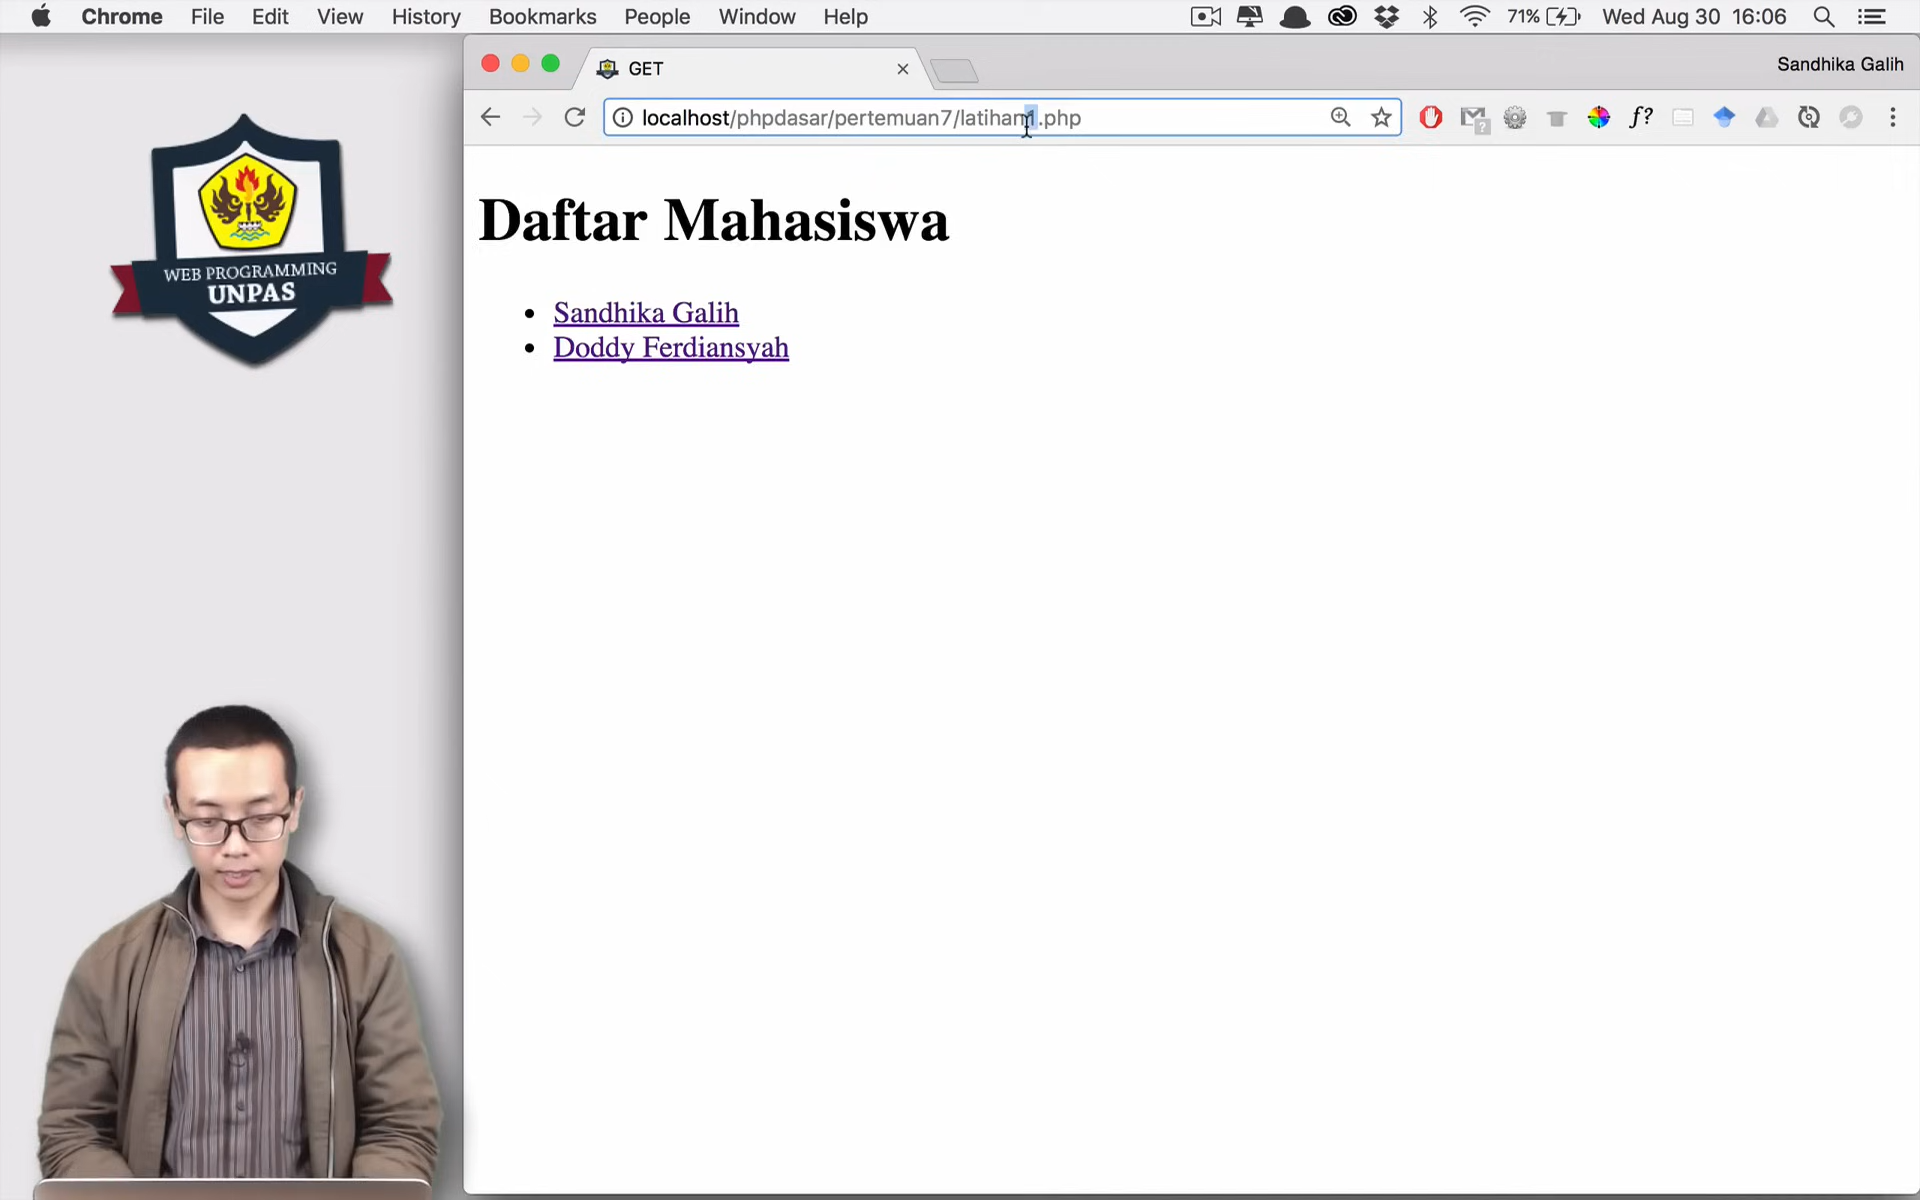 Chrome File Edit View History Bookmarks People Window Help 71% Wed Aug 30 16:06
GET Sandhika Galih
localhost/phpdasar/pertemuan7/latihan1.php f?
WEB PROGRAMMING
UNPAS
Daftar Mahasiswa
• Sandhika Galih
• Doddy Ferdiansyah